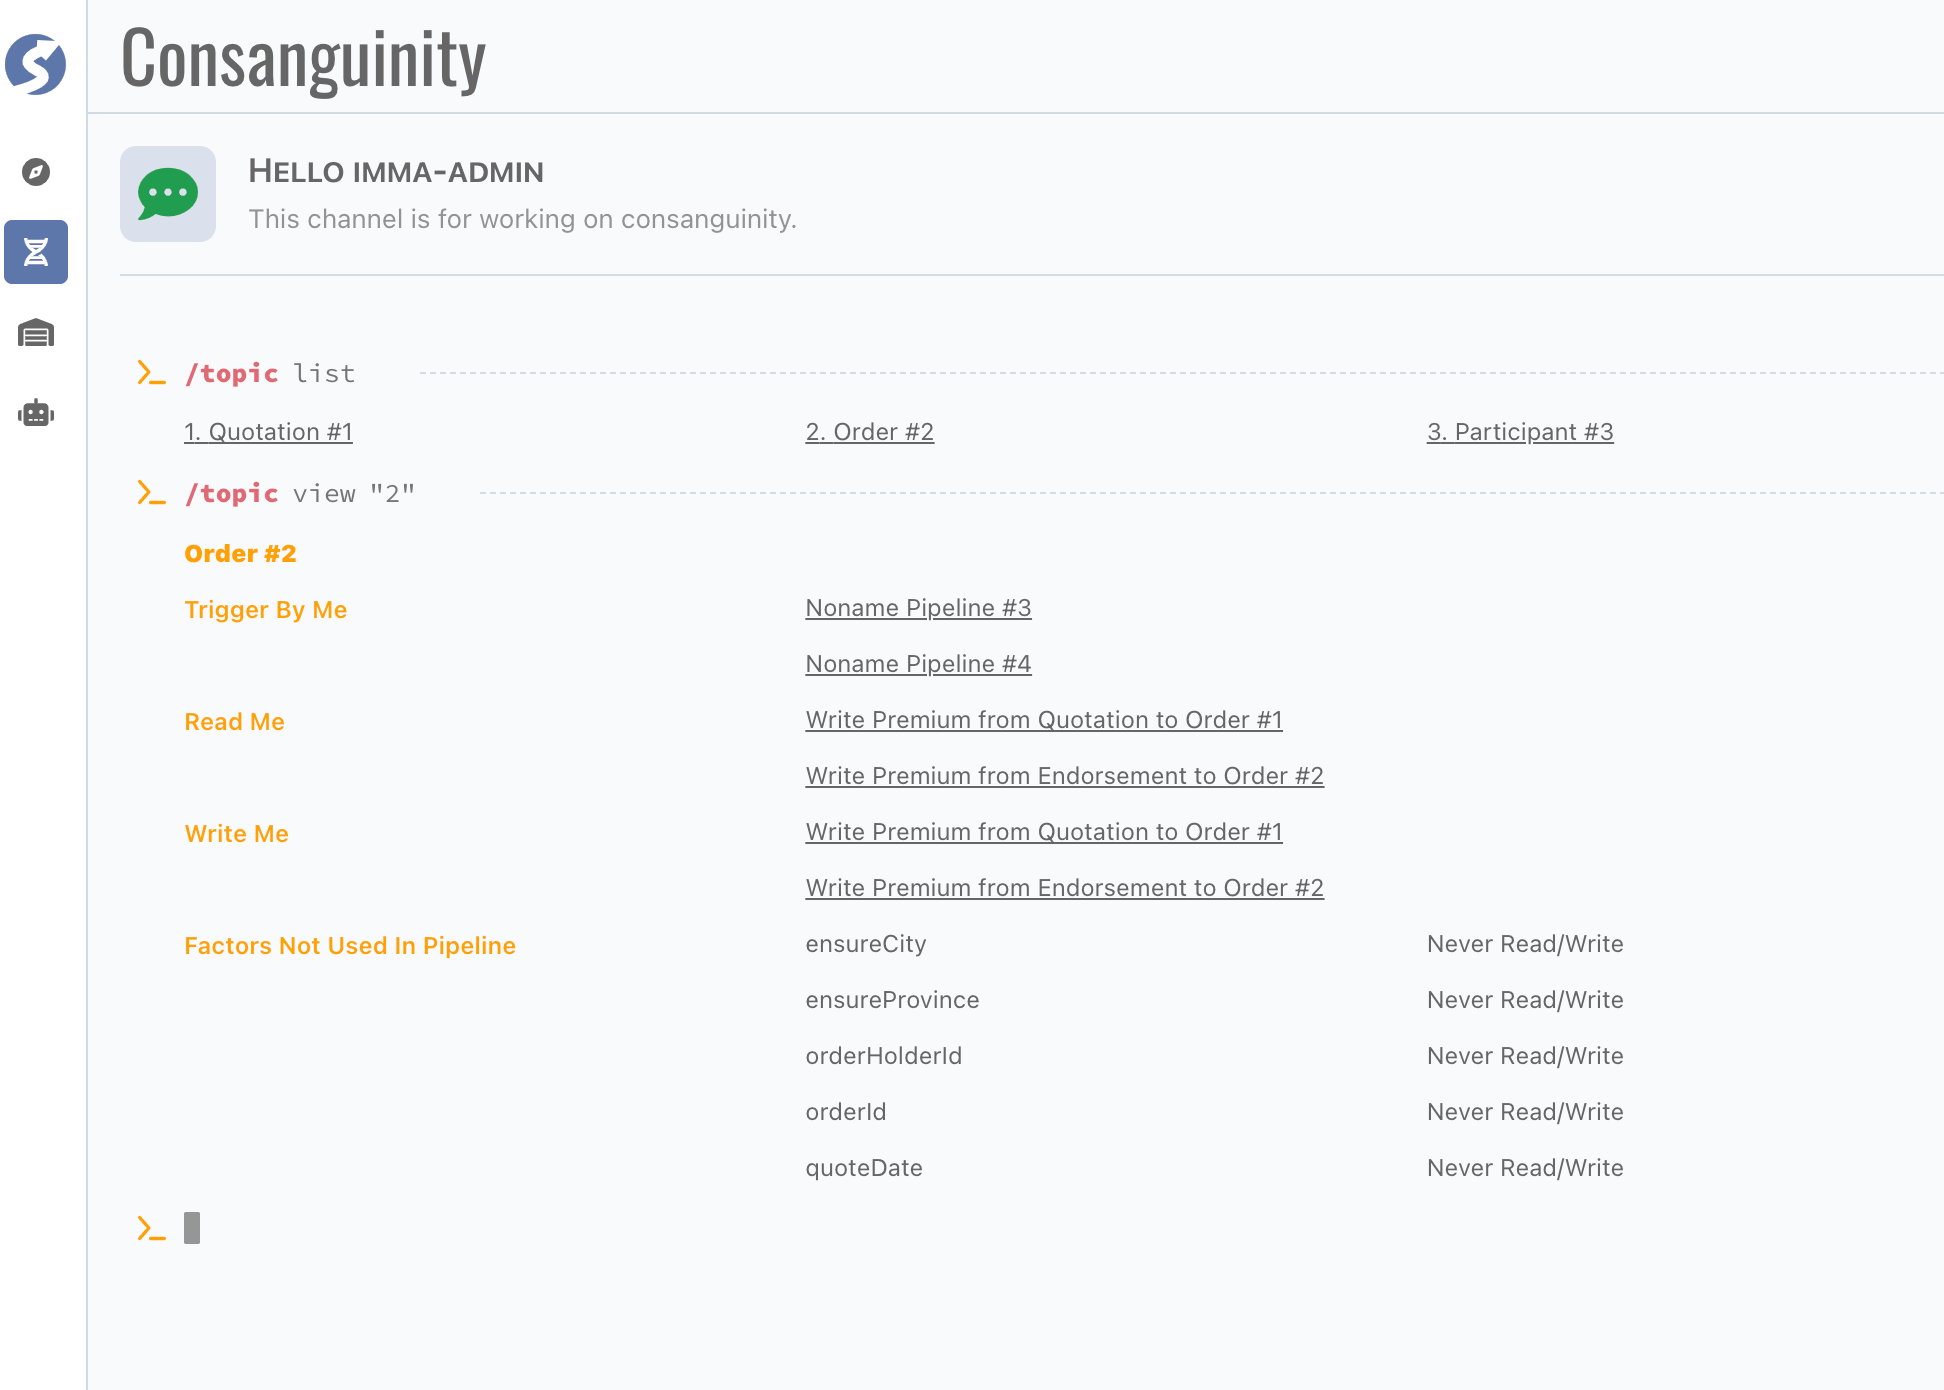 Consanguinity
HELLO IMMA-ADMIN
This channel is for working on consanguinity.
/topic list
1. Quotation #1 2. Order #2 3. Participant #3
/topic view "2"
Order #2
Trigger By Me Noname Pipeline #3
Noname Pipeline #4
Read Me Write Premium from Quotation to Order #1
Write Premium from Endorsement to Order #2
Write Me Write Premium from Quotation to Order #1
Write Premium from Endorsement to Order #2
Factors Not Used In Pipeline ensureCity Never Read/Write
ensureProvince Never Read/Write
orderHolderId Never Read/Write
orderId Never Read/Write
quoteDate Never Read/Write